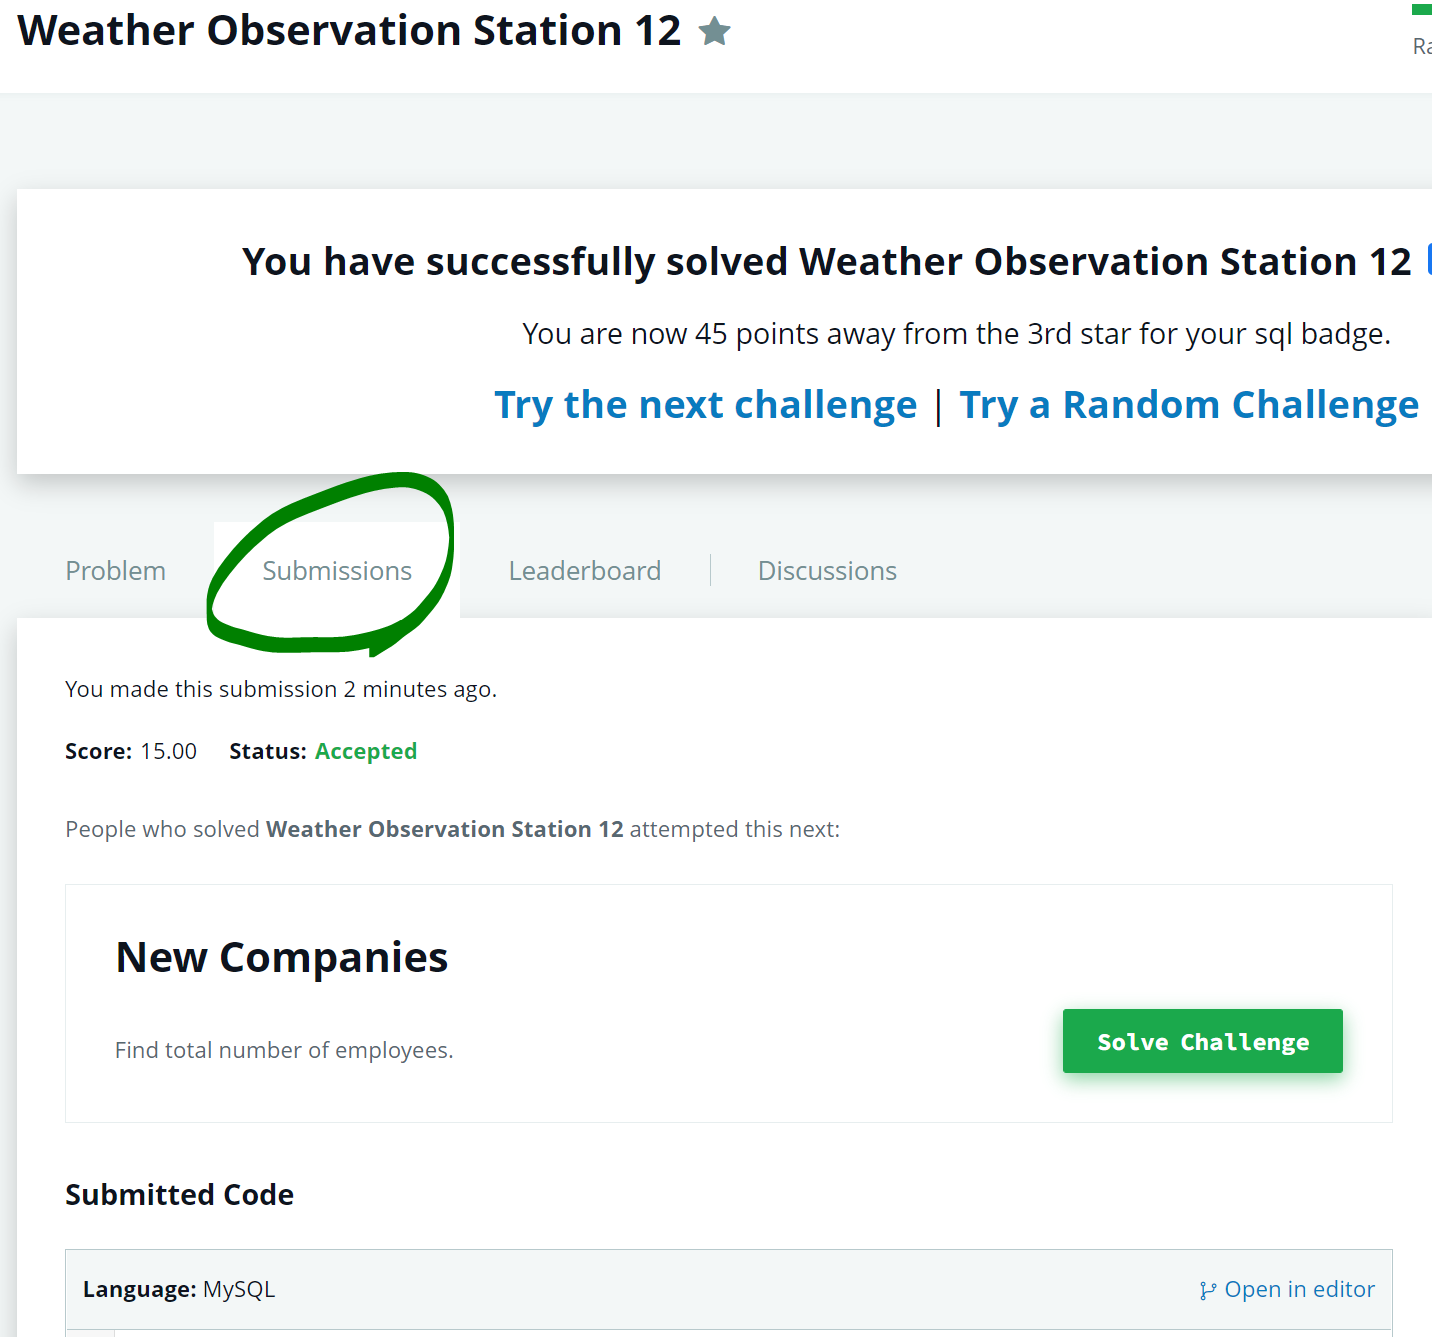 Weather Observation Station 12
You have successfully solved Weather Observation Station 12
You are now 45 points away from the 3rd star for your sql badge.
Try the next challenge | Try a Random Challenge
Problem Submissions Leaderboard Discussions
You made this submission 2 minutes ago.
Score: 15.00 Status: Accepted
People who solved Weather Observation Station 12 attempted this next:
New Companies
Find total number of employees.
Solve Challenge
Submitted Code
Language: MySQL Open in editor